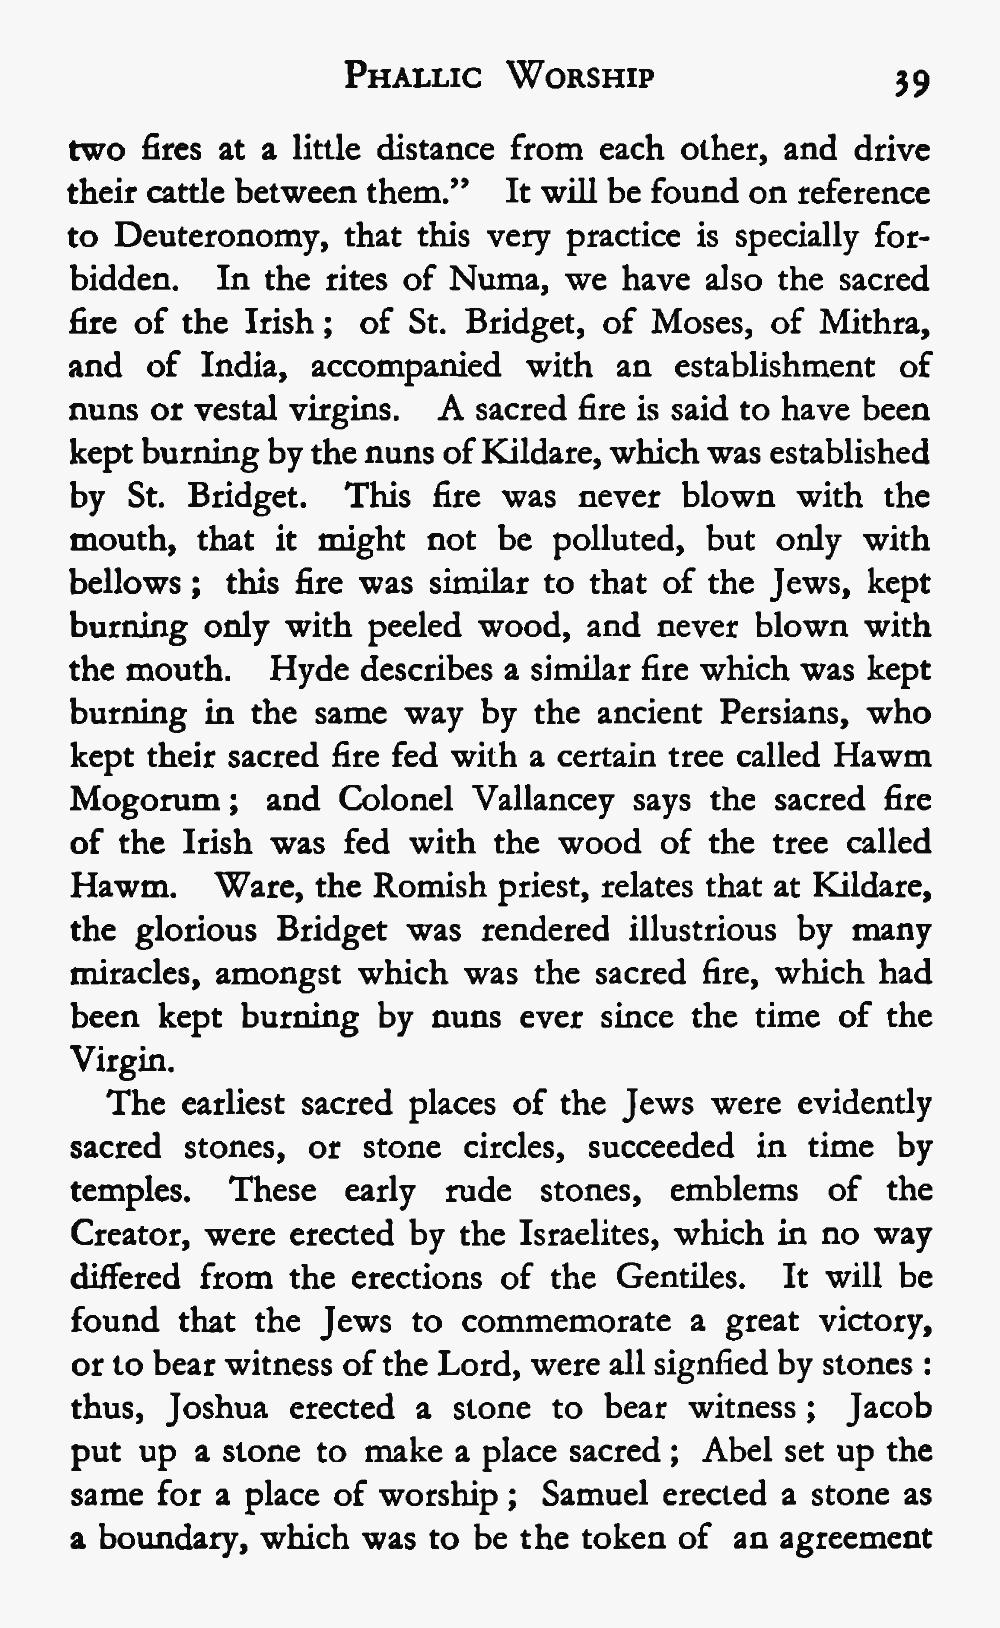 PHALLIC WORSHIP 39
two fires at a little distance from each other, and drive
their cattle between them." It will be found on reference
to Deuteronomy, that this very practice is specially for-
bidden. In the rites of Numa, we have also the sacred
fire of the Irish ; of St. Bridget, of Moses, of Mithra,
and of India, accompanied with an establishment of
nuns or vestal virgins. A sacred fire is said to have been
kept burning by the nuns of Kildare, which was established
by St. Bridget. This fire was never blown with the
mouth, that it might not be polluted, but only with
bellows ; this fire was similar to that of the Jews, kept
burning only with peeled wood, and never blown with
the mouth. Hyde describes a similar fire which was kept
burning in the same way by the ancient Persians, who
kept their sacred fire fed with a certain tree called Hawm
Mogorum ; and Colonel Vallancey says the sacred fire
of the Irish was fed with the wood of the tree called
Hawm. Ware, the Romish priest, relates that at Kildare,
the glorious Bridget was rendered illustrious by many
miracles, amongst which was the sacred fire, which had
been kept burning by nuns ever since the time of the
Virgin.
The earliest sacred places of the Jews were evidently
sacred stones, or stone circles, succeeded in time by
temples. These early rude stones, emblems of the
Creator, were erected by the Israelites, which in no way
differed from the erections of the Gentiles. It will be
found that the Jews to commemorate a great victory,
or to bear witness of the Lord, were all signfied by stones :
thus, Joshua erected a stone to bear witness ; Jacob
put up a stone to make a place sacred ; Abel set up the
same for a place of worship ; Samuel erected a stone as
a boundary, which was to be the token of an agreement